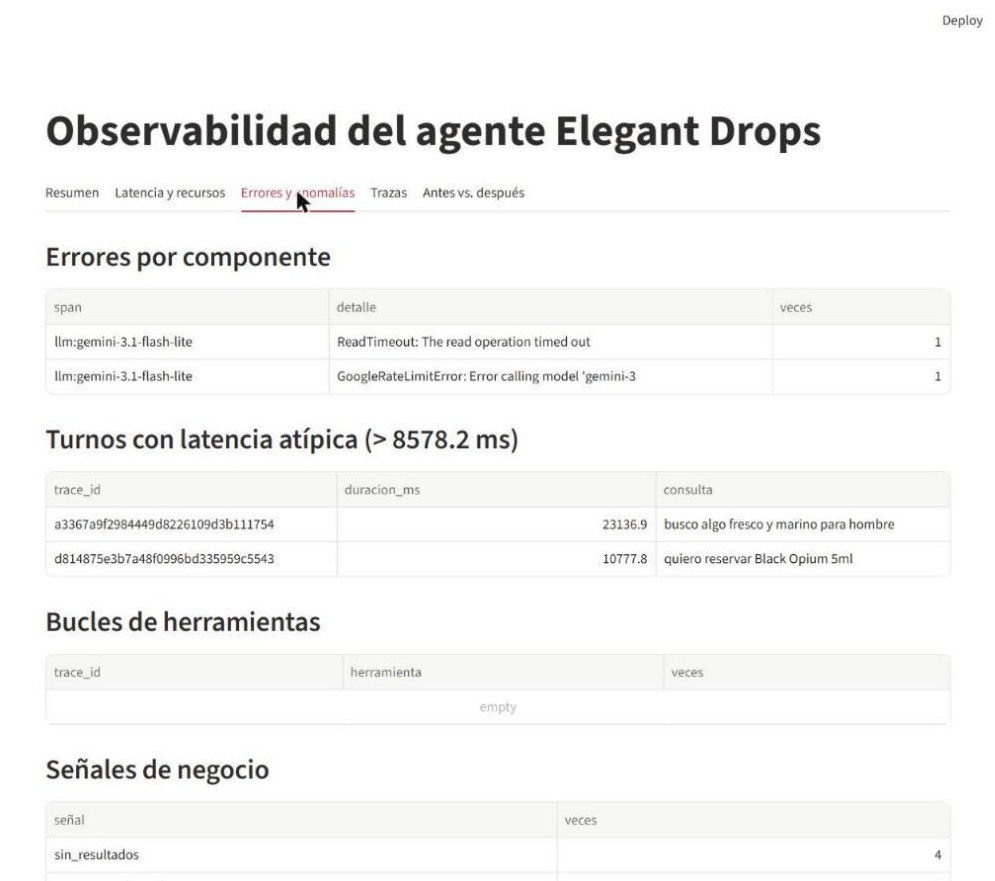 Deploy
Observabilidad del agente Elegant Drops
Resumen Latencia y recursos Errores y anomalías Trazas Antes vs. después
Errores por componente
span detalle veces
llm:gemini-3.1-flash-lite ReadTimeout: The read operation timed out 1
llm:gemini-3.1-flash-lite GoogleRateLimitError: Error calling model 'gemini-3 1
Turnos con latencia atípica (> 8578.2 ms)
trace_id duracion_ms consulta
a3367a9f2984449d8226109d3b111754 23136.9 busco algo fresco y marino para hombre
d814875e3b7a48f0996bd335959c5543 10777.8 quiero reservar Black Opium 5ml
Bucles de herramientas
trace_id herramienta veces
empty
Señales de negocio
señal veces
sin_resultados 4